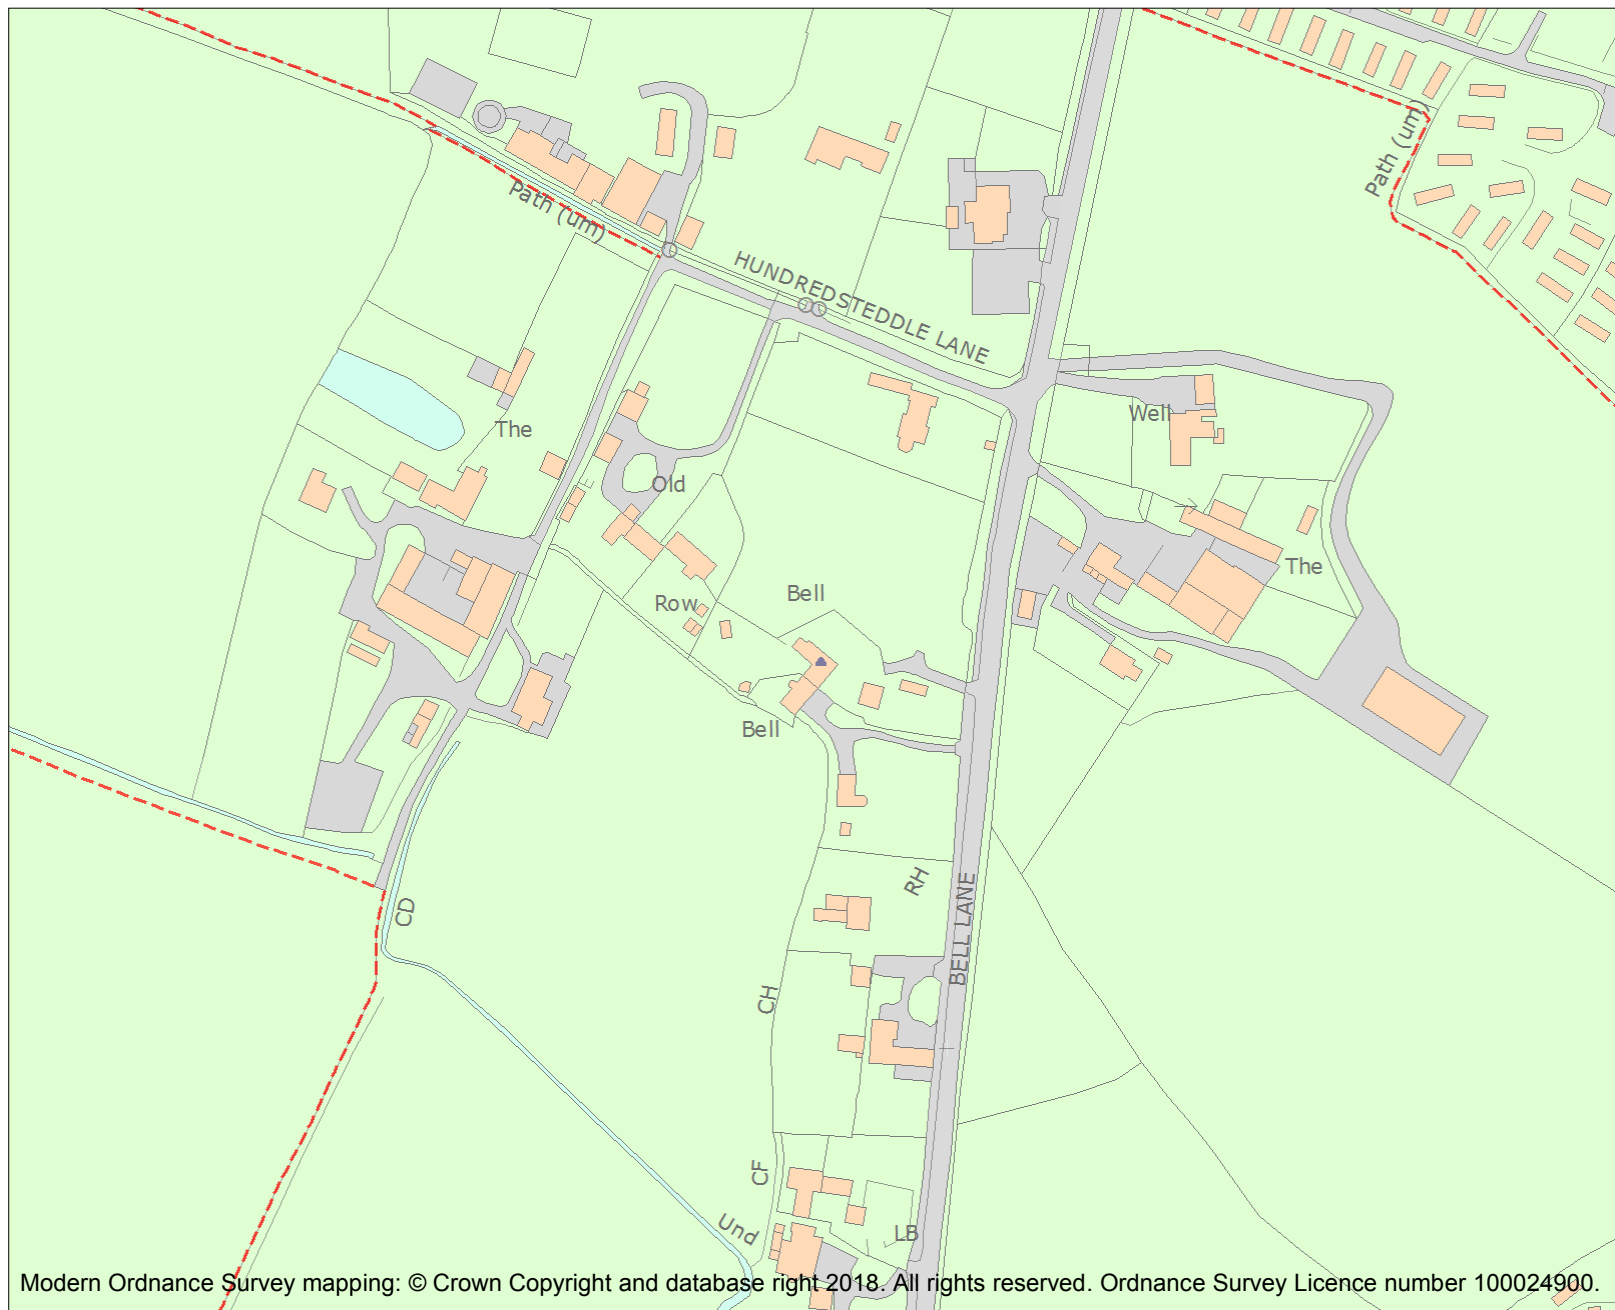 Path (um)
Path (um)
HUNDREDSTEDDLE LANE
Well
The
Old
The
Bell
Row
Bell
RH
BELL LANE
CD
CH
CF
Und
LB
Modern Ordnance Survey mapping: © Crown Copyright and database right 2018. All rights reserved. Ordnance Survey Licence number 100024900.